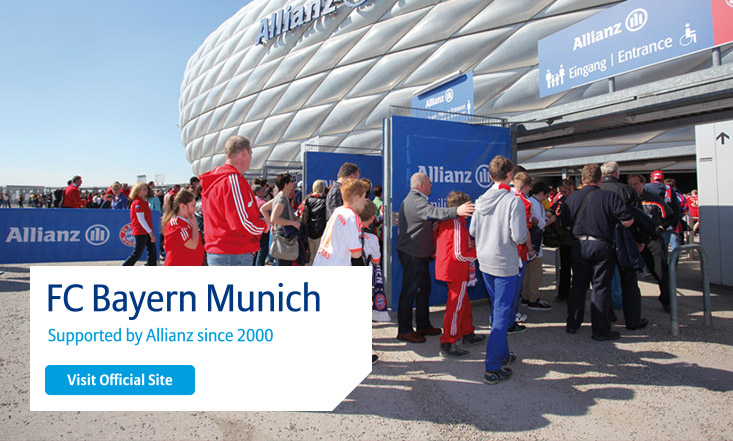 Allianz
Allianz
Eingang | Entrance
Allianz
Allianz
Allianz
FC Bayern Munich
Supported by Allianz since 2000
Visit Official Site